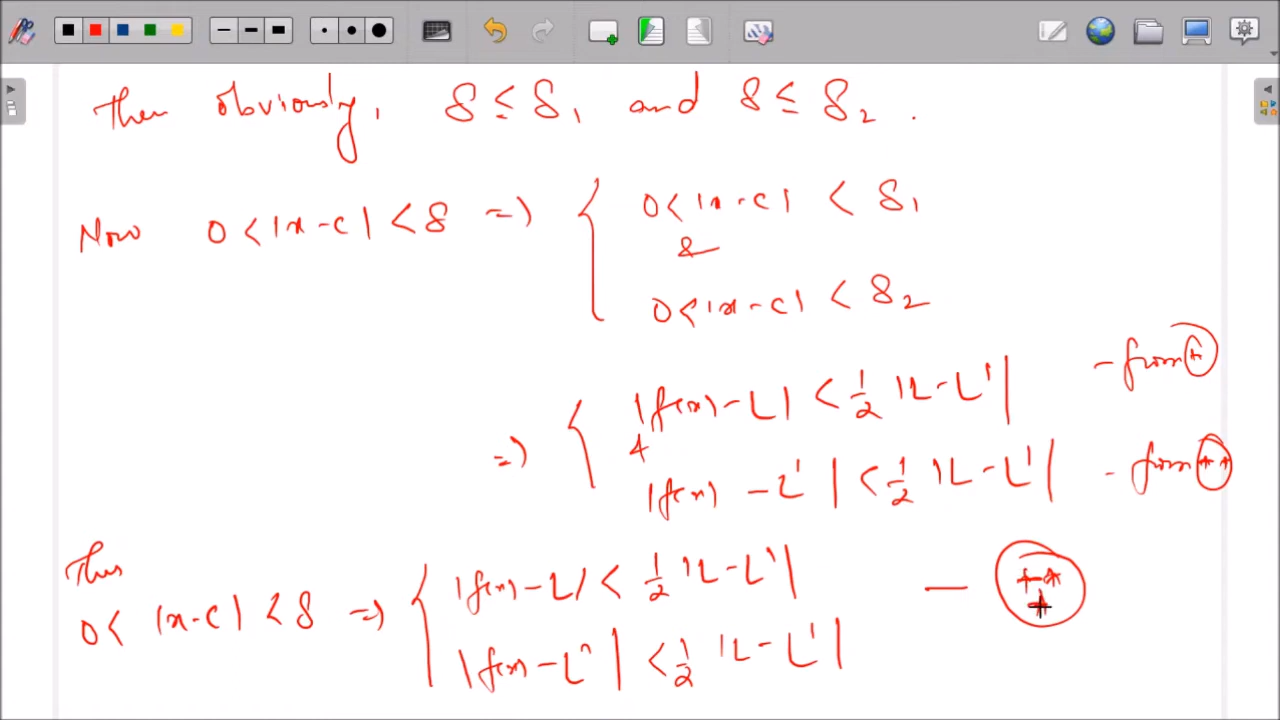 Then obviously, δ ≤ δ₁ and δ ≤ δ₂ .
Now 0 < |x - c| < δ => { 0 < |x - c| < δ₁
&
0 < |x - c| < δ₂
=> { |f(x) - L| < 1/2 |L - L'| - from *
&
|f(x) - L'| < 1/2 |L - L'| - from **
Thus
0 < |x - c| < δ => { |f(x) - L| < 1/2 |L - L'| — ***
|f(x) - L'| < 1/2 |L - L'|